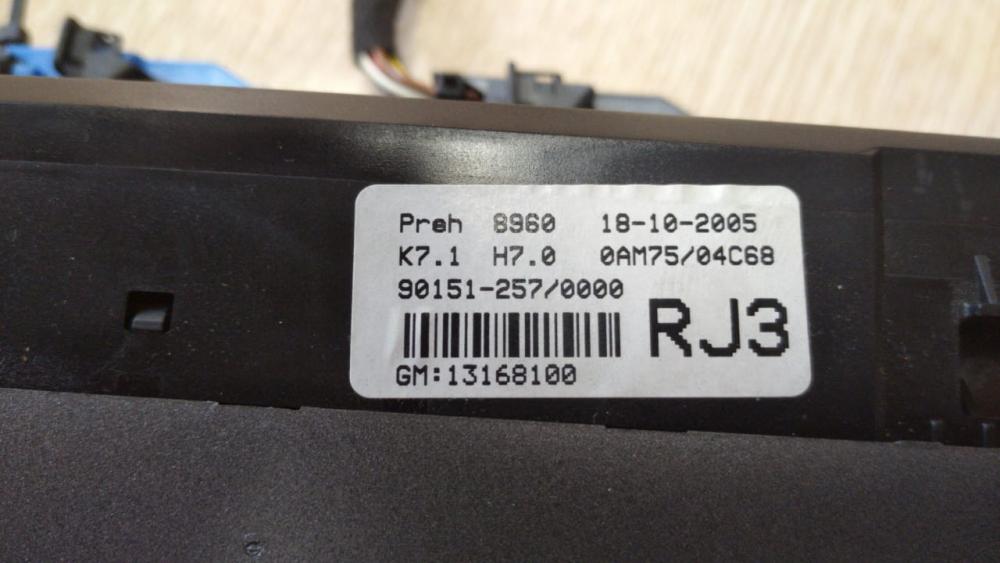 Preh 8960 18-10-2005
K7.1 H7.0 0AM75/04C68
90151-257/0000
RJ3
GM:13168100